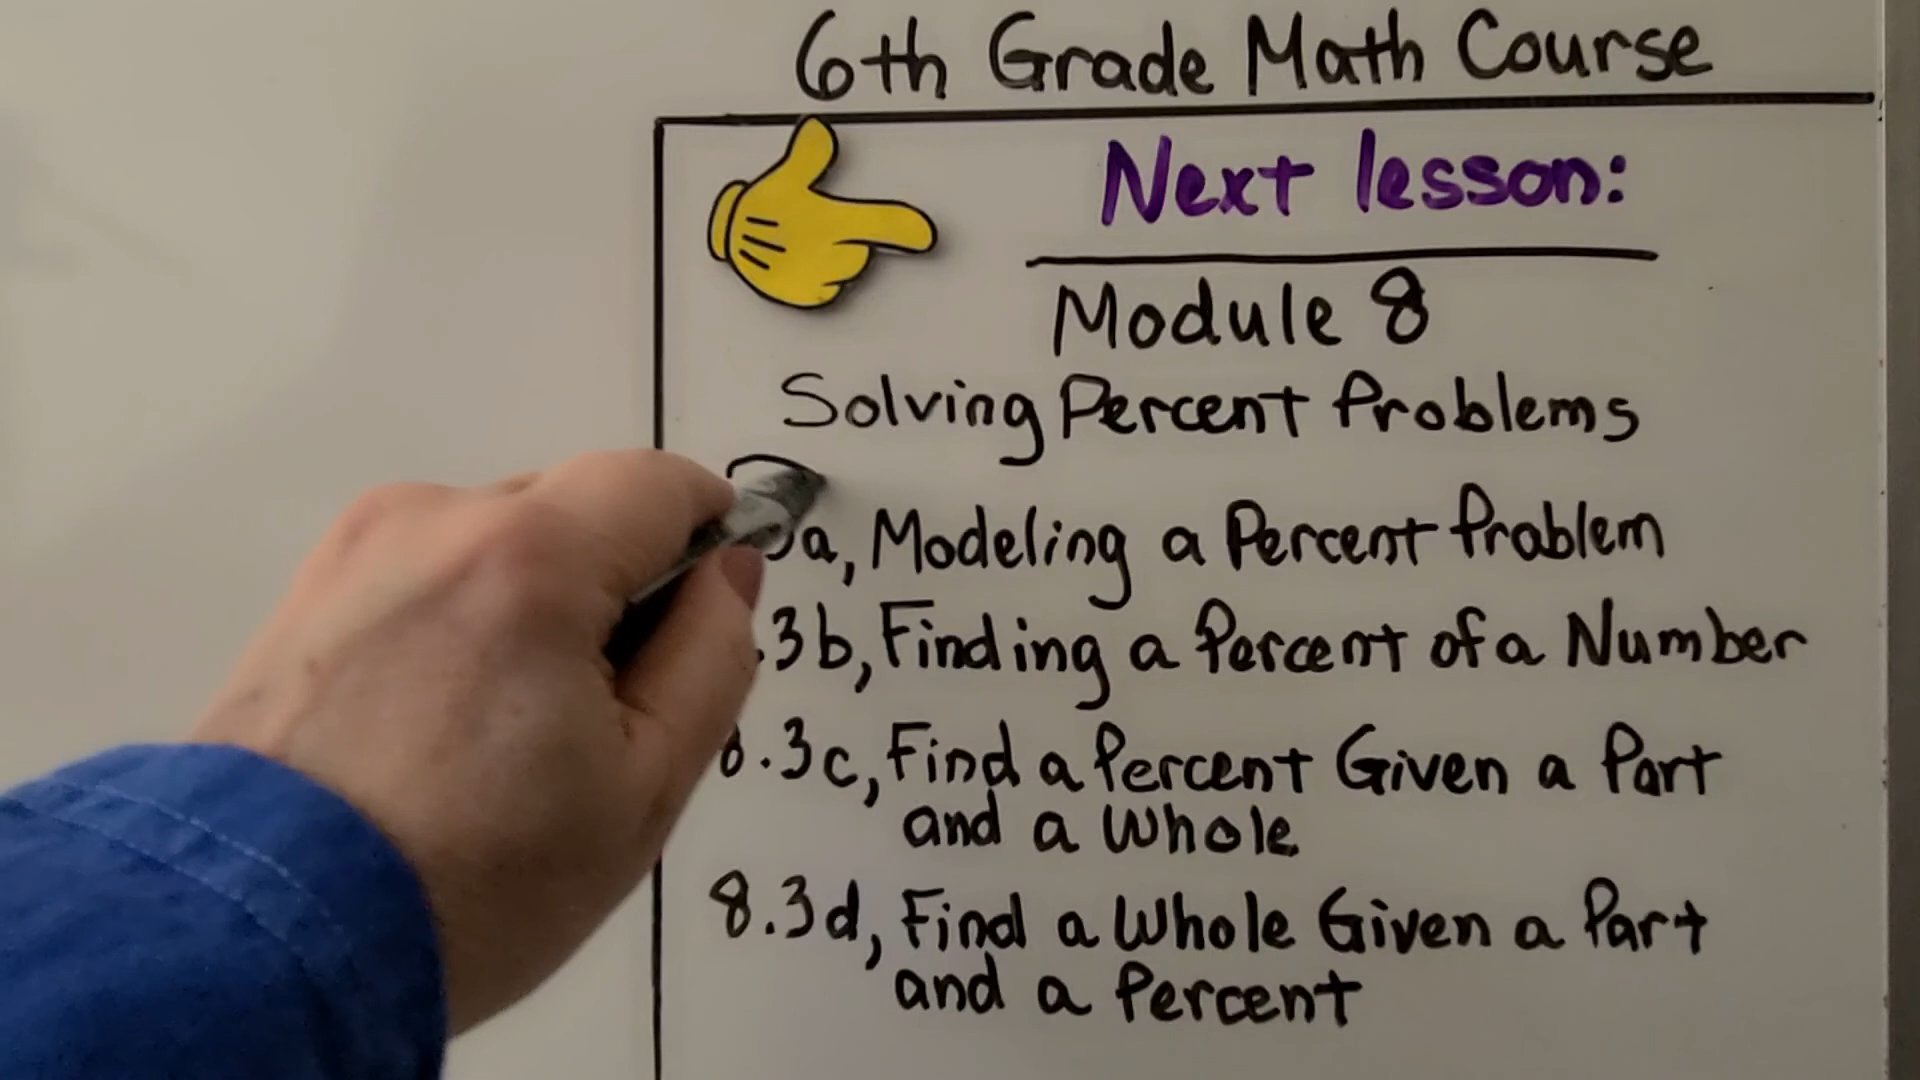 6th Grade Math Course
Next lesson:
Module 8
Solving Percent Problems
a, Modeling a Percent Problem
.3b, Finding a Percent of a Number
8.3c, Find a Percent Given a Part
and a Whole
8.3d, Find a Whole Given a Part
and a Percent